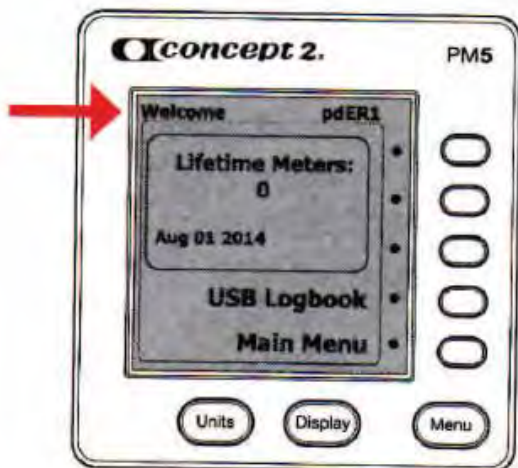 concept 2. PM5
Welcome pdER1
Lifetime Meters:
0
Aug 01 2014
USB Logbook
Main Menu
Units Display Menu